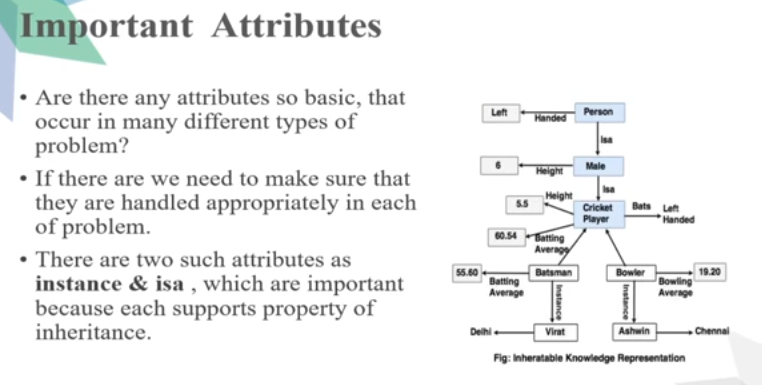 Important Attributes
• Are there any attributes so basic, that
occur in many different types of
problem?
• If there are we need to make sure that
they are handled appropriately in each
of problem.
• There are two such attributes as
instance & isa , which are important
because each supports property of
inheritance.
Left
Handed
Person
Isa
6
Height
Male
Isa
5.5
Height
Cricket
Player
Bats
Left
Handed
60.54
Batting
Average
55.60
Batting
Average
Batsman
Bowler
Bowling
Average
19.20
Instance
Instance
Delhi
Virat
Ashwin
Chennai
Fig: Inheratable Knowledge Representation